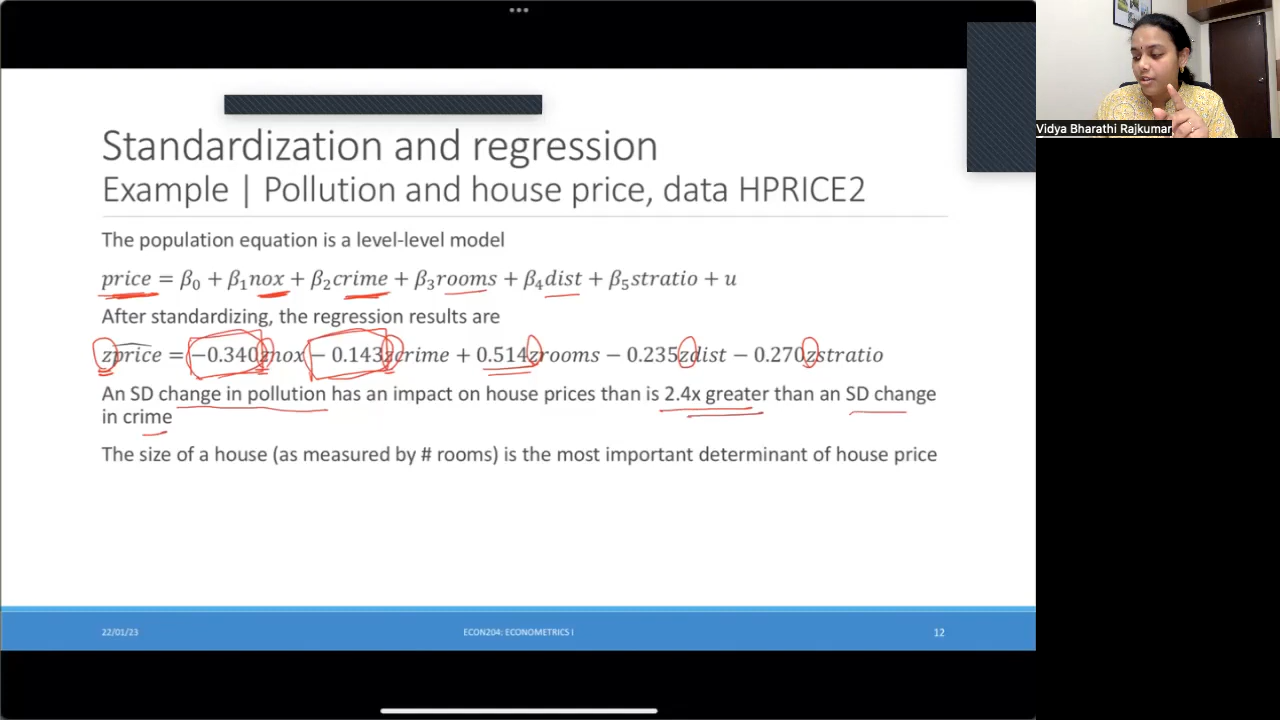 Standardization and regression
Example | Pollution and house price, data HPRICE2
The population equation is a level-level model
price = β₀ + β₁nox + β₂crime + β₃rooms + β₄dist + β₅stratio + u
After standardizing, the regression results are
zprice^ = −0.340znox − 0.143zcrime + 0.514zrooms − 0.235zdist − 0.270zstratio
An SD change in pollution has an impact on house prices than is 2.4x greater than an SD change
in crime
The size of a house (as measured by # rooms) is the most important determinant of house price
22/01/23
ECON204: ECONOMETRICS I
12
Vidya Bharathi Rajkumar